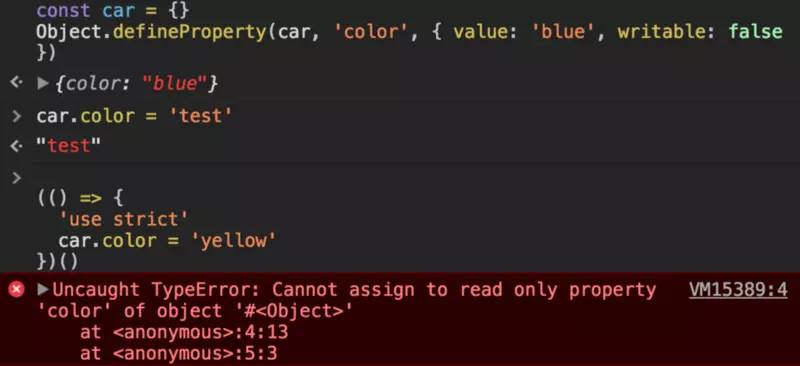 const car = {}
Object.defineProperty(car, 'color', { value: 'blue', writable: false
})
{color: "blue"}
car.color = 'test'
"test"
(() => {
  'use strict'
  car.color = 'yellow'
})()
Uncaught TypeError: Cannot assign to read only property VM15389:4
'color' of object '#<Object>'
    at <anonymous>:4:13
    at <anonymous>:5:3